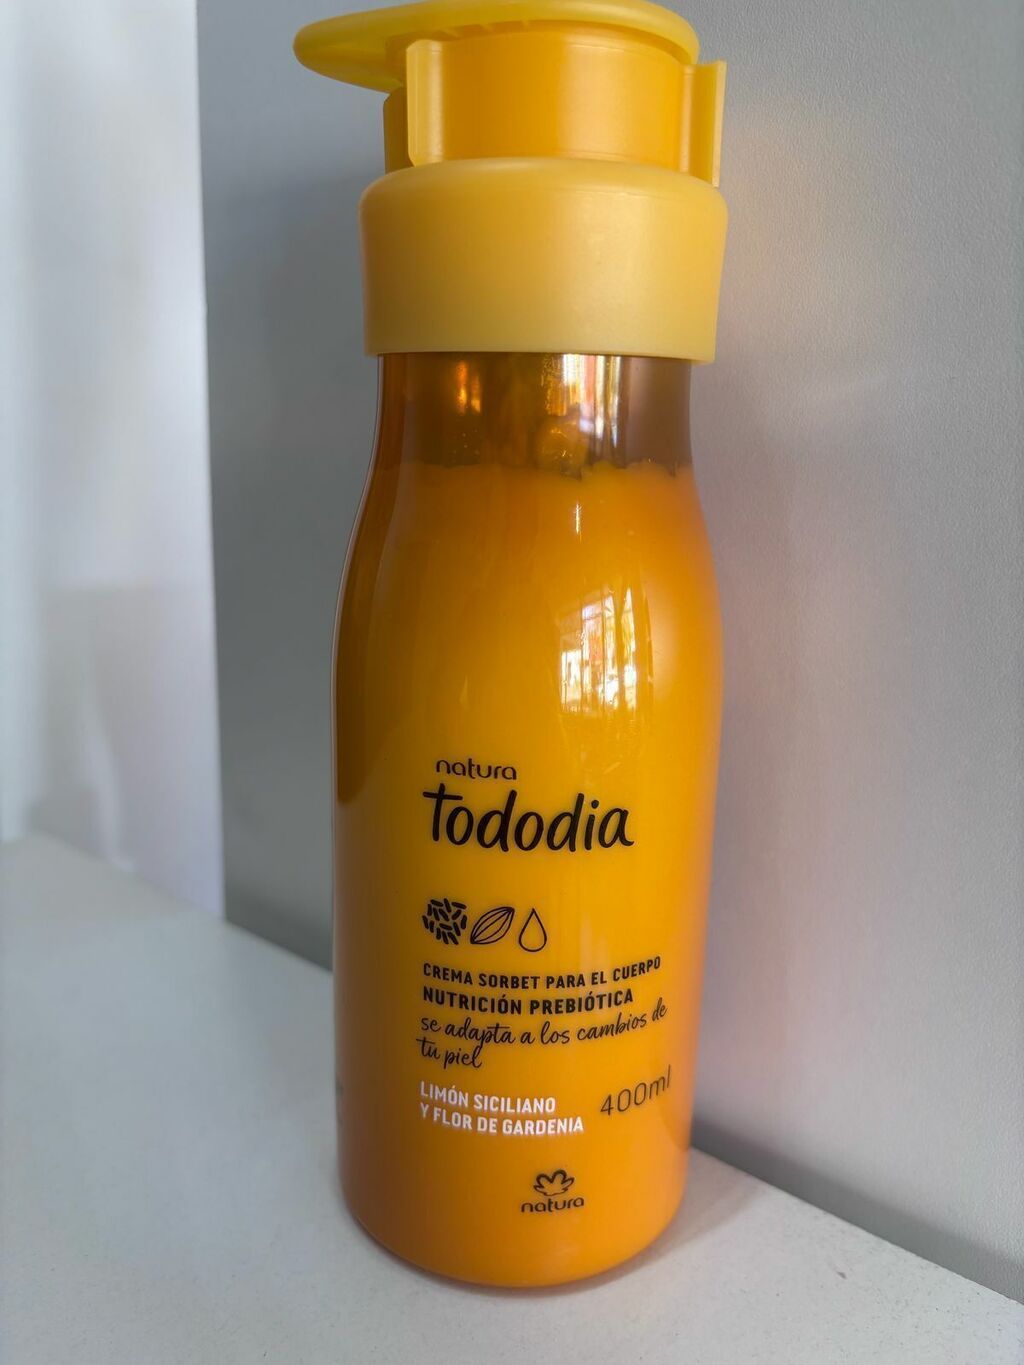 natura
Tododia
CREMA SORBET PARA EL CUERPO
NUTRICIÓN PREBIÓTICA
se adapta a los cambios de
tu piel
LIMÓN SICILIANO
Y FLOR DE GARDENIA
400ml
natura